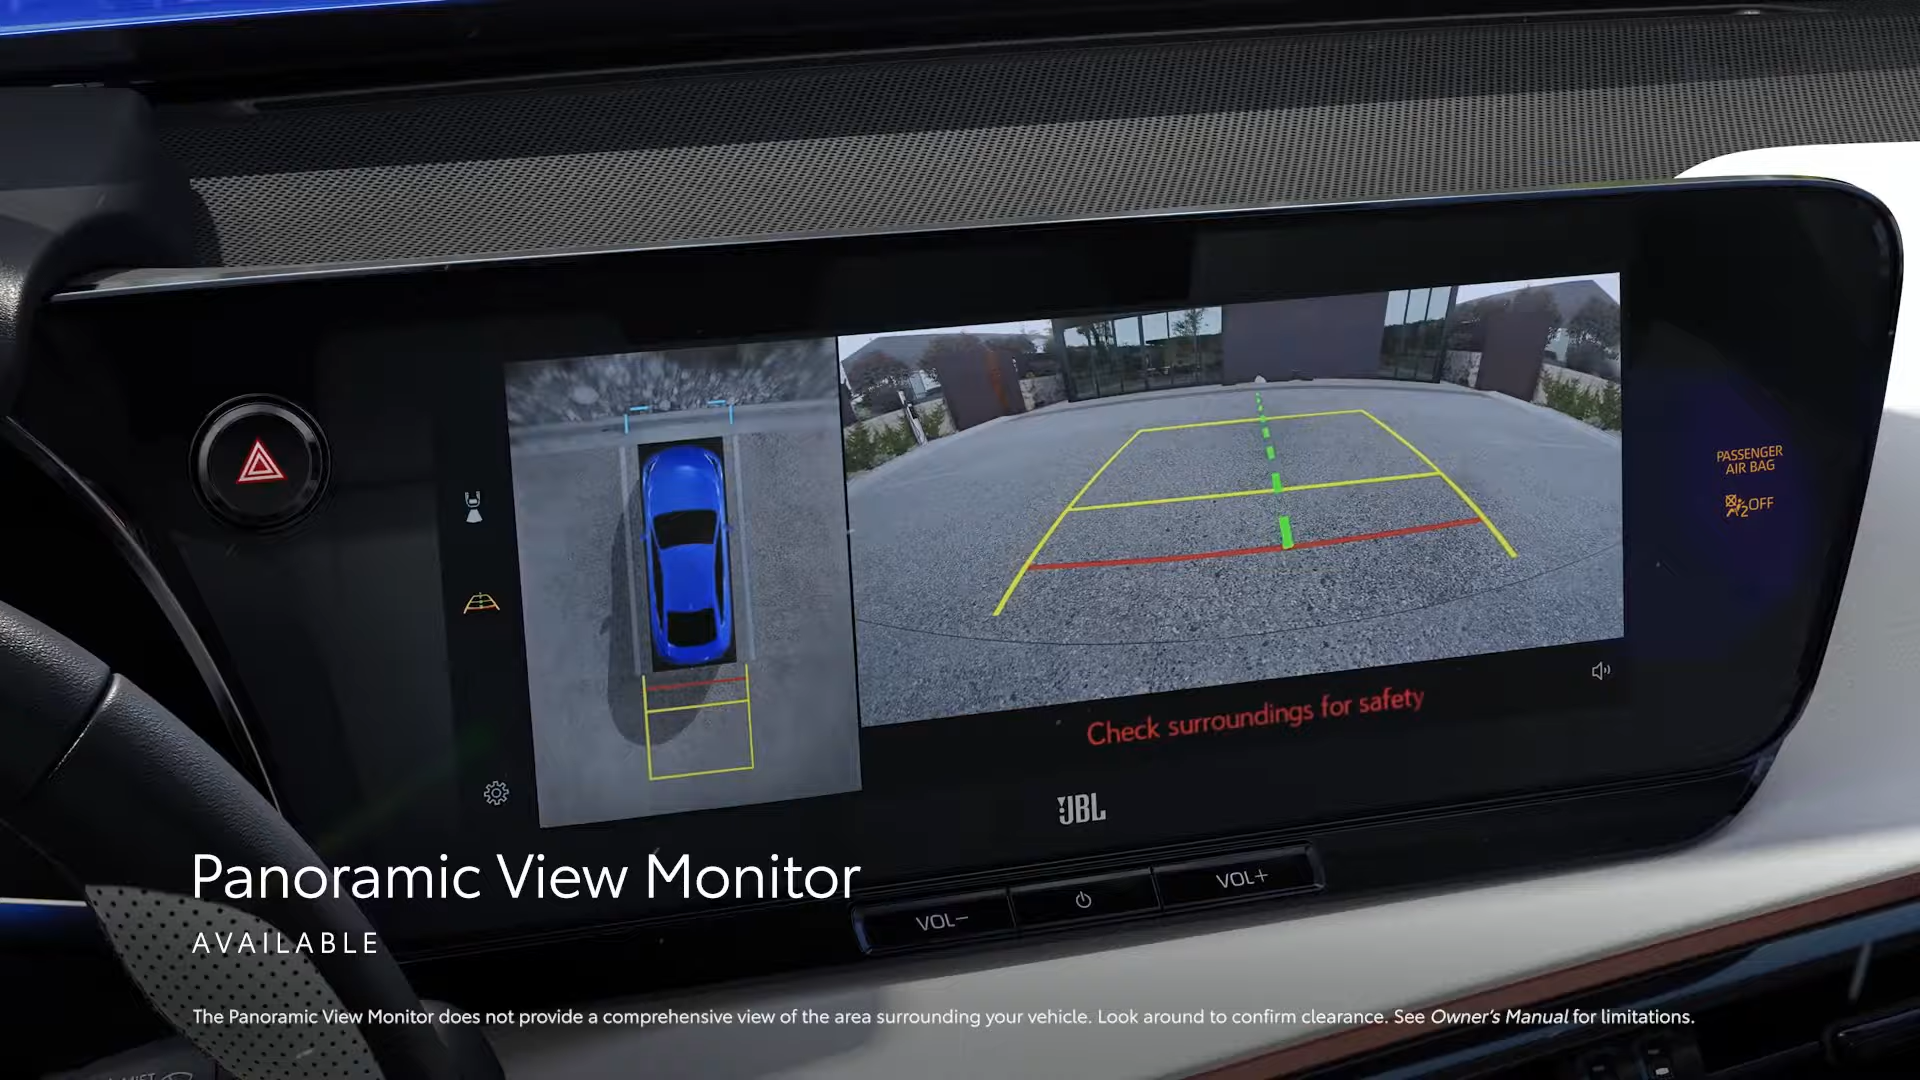 PASSENGER
AIR BAG
2 OFF
Check surroundings for safety
JBL
VOL- VOL+
Panoramic View Monitor
AVAILABLE
The Panoramic View Monitor does not provide a comprehensive view of the area surrounding your vehicle. Look around to confirm clearance. See Owner's Manual for limitations.
MIST